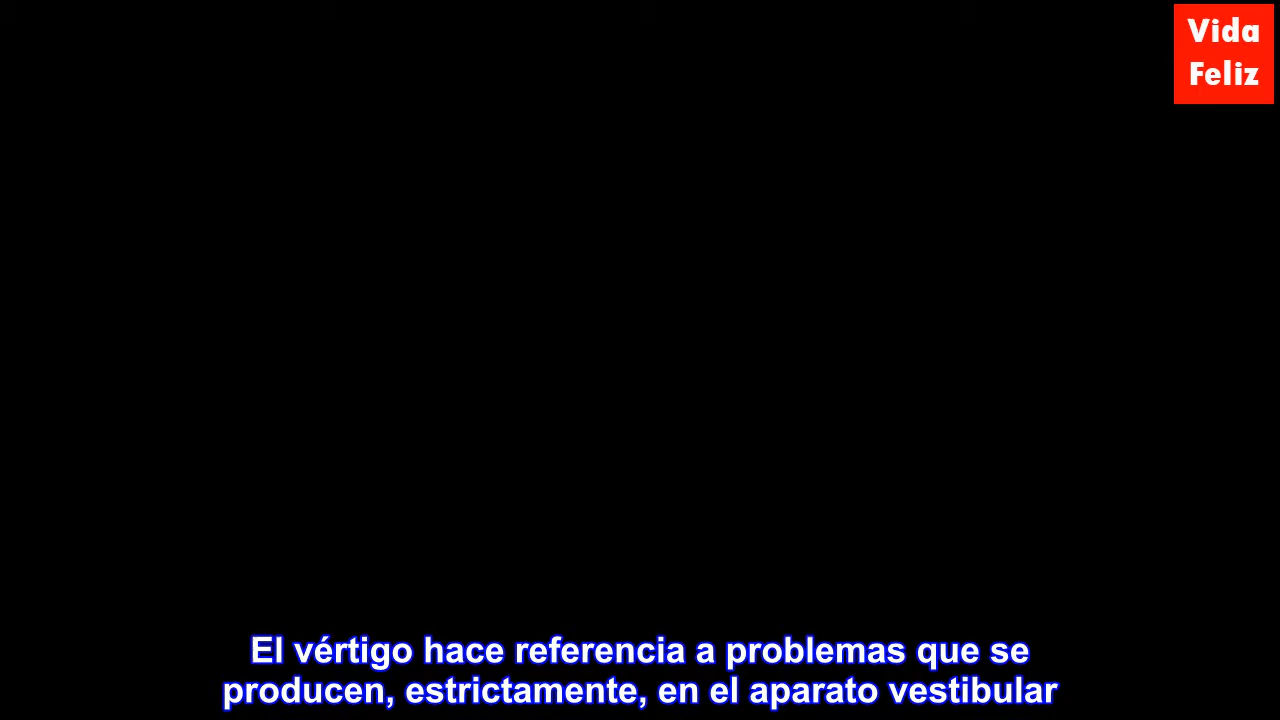 Vida
Feliz
El vértigo hace referencia a problemas que se
producen, estrictamente, en el aparato vestibular